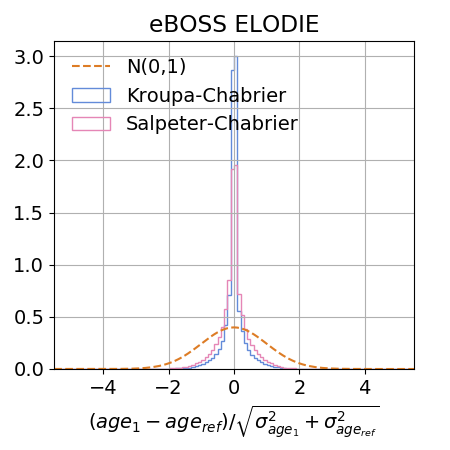 eBOSS ELODIE
3.0
2.5
2.0
1.5
1.0
0.5
0.0
N(0,1)
Kroupa-Chabrier
Salpeter-Chabrier
−4 −2 0 2 4
(age₁ − age_ref)/√(σ²_age₁ + σ²_age_ref)